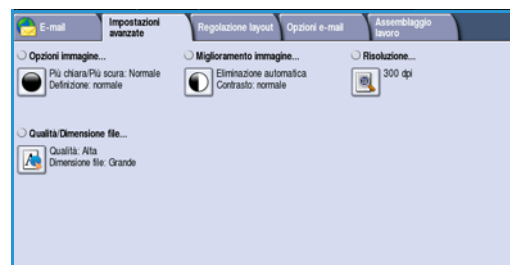 E-mail
Impostazioni avanzate
Regolazione layout
Opzioni e-mail
Assemblaggio lavoro
Opzioni immagine...
Più chiara/Più scura: Normale
Definizione: normale
Miglioramento immagine...
Eliminazione automatica
Contrasto: normale
Risoluzione...
300 dpi
Qualità/Dimensione file...
Qualità: Alta
Dimensione file: Grande